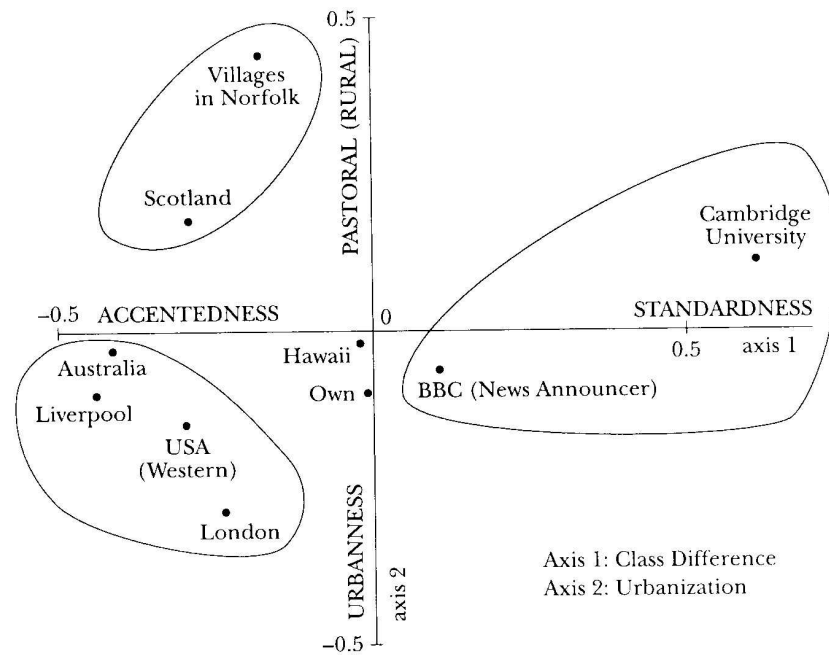 0.5
PASTORAL (RURAL)
Villages
in Norfolk
Scotland
Cambridge
University
-0.5
ACCENTEDNESS
0
STANDARDNESS
0.5
axis 1
Australia
Hawaii
Liverpool
Own
BBC (News Announcer)
USA
(Western)
London
URBANNESS
axis 2
Axis 1: Class Difference
Axis 2: Urbanization
-0.5